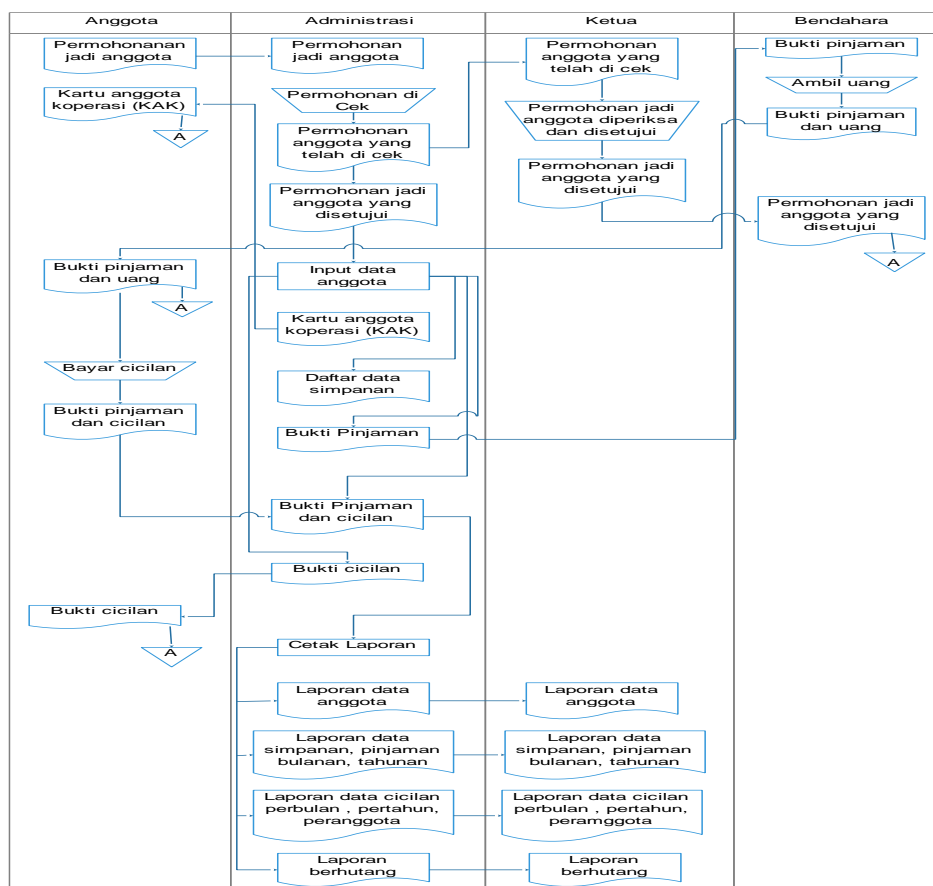 Anggota
Administrasi
Ketua
Bendahara
Permohonanan
jadi anggota
Permohonan
jadi anggota
Permohonan
anggota yang
telah di cek
Bukti pinjaman
Kartu anggota
koperasi (KAK)
A
Permohonan di
Cek
Permohonan jadi
anggota diperiksa
dan disetujui
Ambil uang
Permohonan
anggota yang
telah di cek
Bukti pinjaman
dan uang
Permohonan jadi
anggota yang
disetujui
Permohonan jadi
anggota yang
disetujui
Permohonan jadi
anggota yang
disetujui
A
Bukti pinjaman
dan uang
A
Input data
anggota
Kartu anggota
koperasi (KAK)
Bayar cicilan
Daftar data
simpanan
Bukti pinjaman
dan cicilan
Bukti Pinjaman
Bukti Pinjaman
dan cicilan
Bukti cicilan
Bukti cicilan
A
Cetak Laporan
Laporan data
anggota
Laporan data
anggota
Laporan data
simpanan, pinjaman
bulanan, tahunan
Laporan data
simpanan, pinjaman
bulanan, tahunan
Laporan data cicilan
perbulan , pertahun,
peranggota
Laporan data cicilan
perbulan , pertahun,
peramggota
Laporan
berhutang
Laporan
berhutang